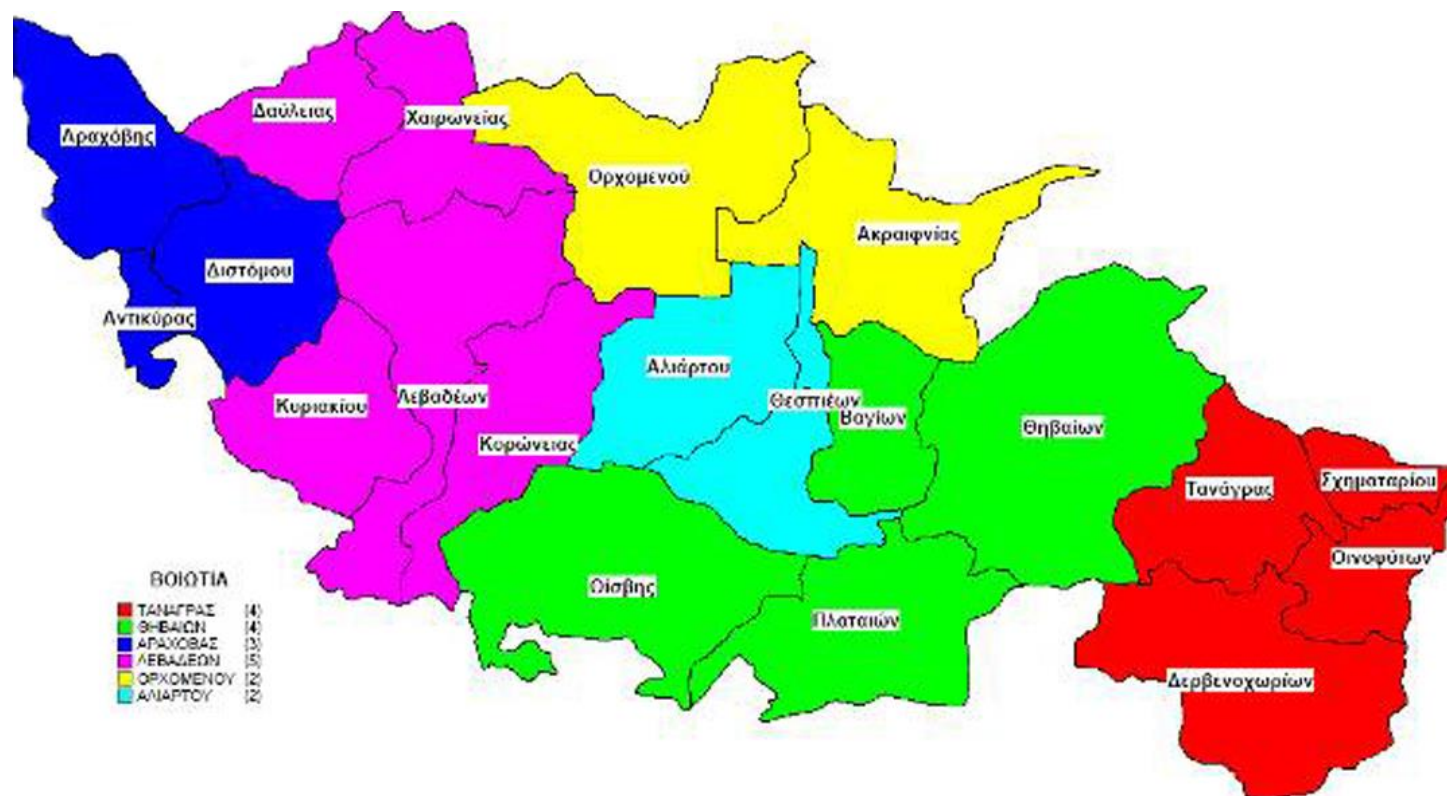 Δαύλειας
Χαιρωνείας
Αραχόβης
Ορχομενού
Ακραιφνίας
Διστόμου
Αντικύρας
Αλιάρτου
Θεσπιέων
Λεβαδέων
Κυριακίου
Βαγίων
Θηβαίων
Κορώνειας
Σχηματαρίου
Τανάγρας
Οινοφύτων
Θίσβης
Πλαταιών
Δερβενοχωρίων
ΒΟΙΩΤΙΑ
ΤΑΝΑΓΡΑΣ (4)
ΘΗΒΑΙΩΝ (4)
ΑΡΑΧΟΒΑΣ (3)
ΛΕΒΑΔΕΩΝ (5)
ΟΡΧΟΜΕΝΟΥ (2)
ΑΛΙΑΡΤΟΥ (2)